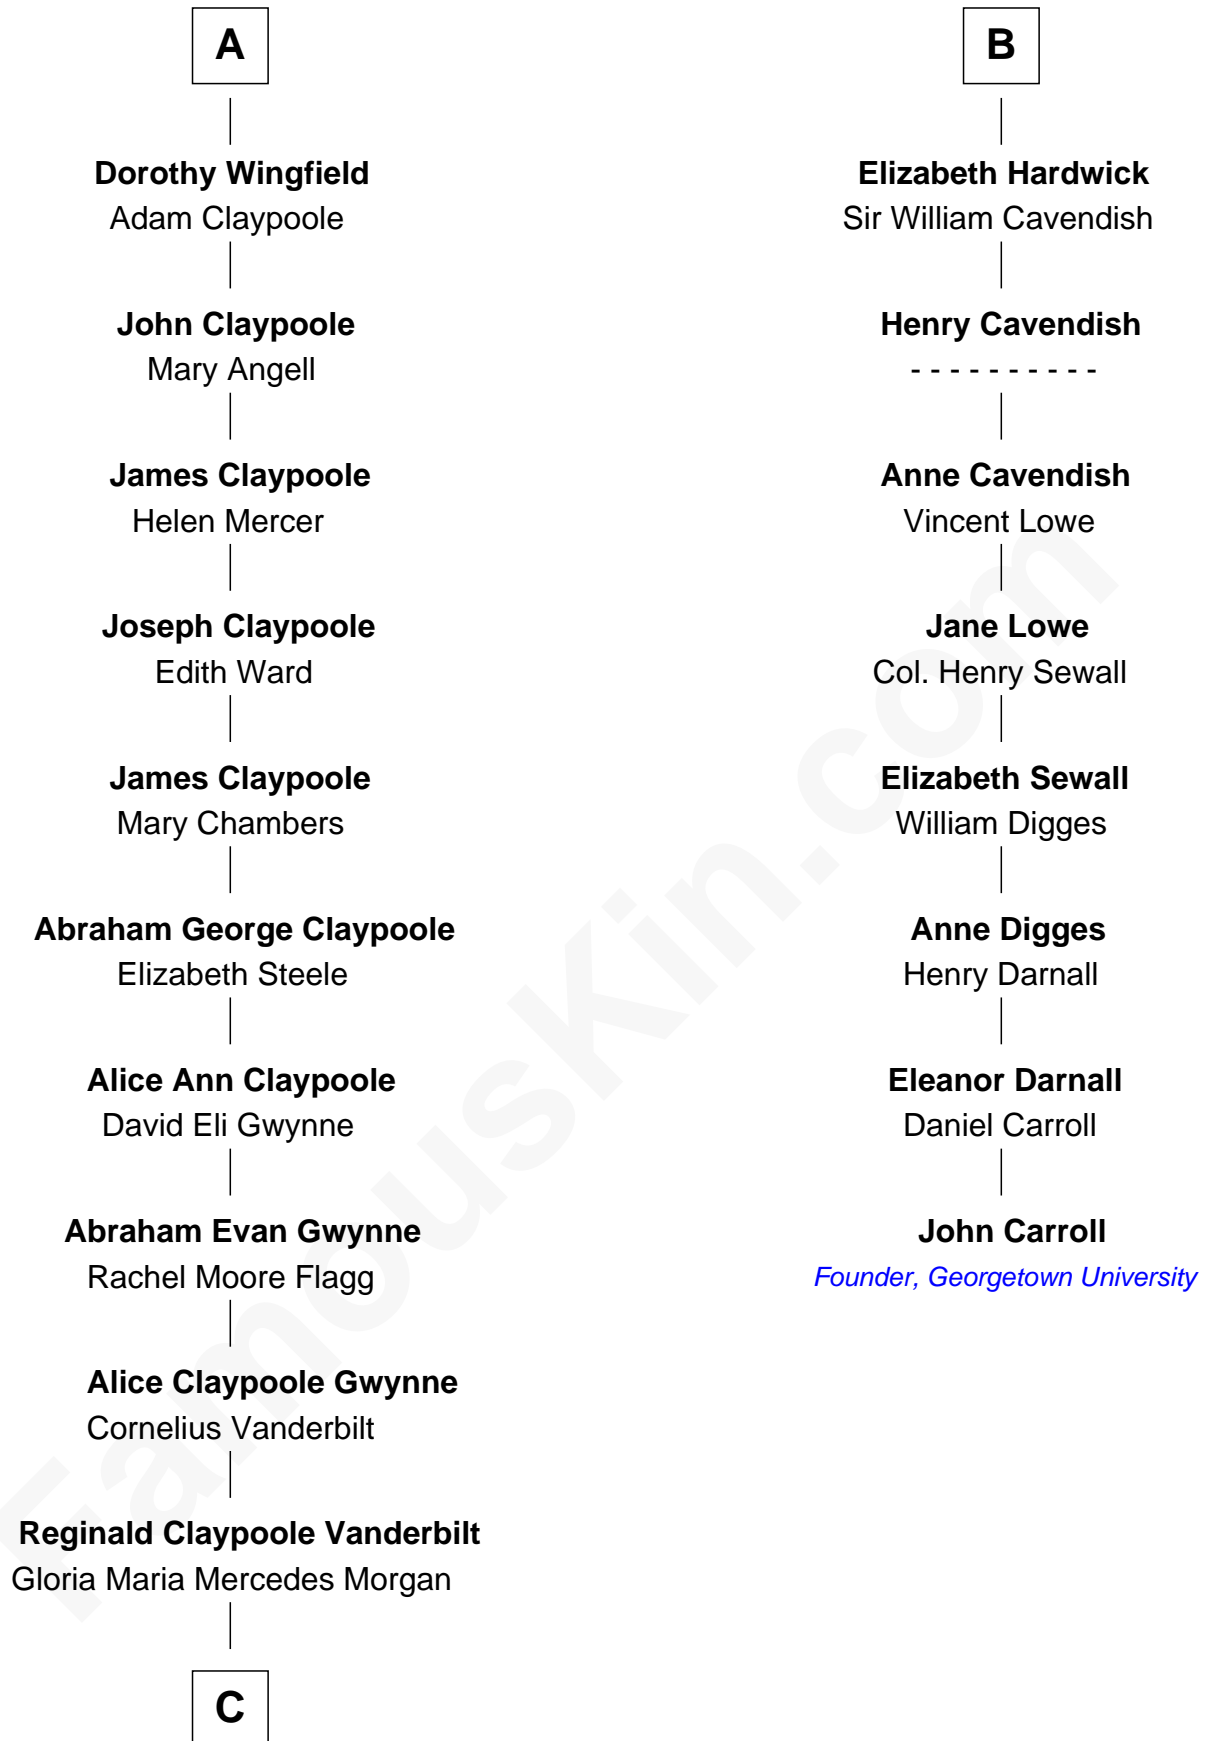 A
Dorothy Wingfield
Adam Claypoole
John Claypoole
Mary Angell
James Claypoole
Helen Mercer
Joseph Claypoole
Edith Ward
James Claypoole
Mary Chambers
Abraham George Claypoole
Elizabeth Steele
Alice Ann Claypoole
David Eli Gwynne
Abraham Evan Gwynne
Rachel Moore Flagg
Alice Claypoole Gwynne
Cornelius Vanderbilt
Reginald Claypoole Vanderbilt
Gloria Maria Mercedes Morgan
C
B
Elizabeth Hardwick
Sir William Cavendish
Henry Cavendish
- - - - - - - - - -
Anne Cavendish
Vincent Lowe
Jane Lowe
Col. Henry Sewall
Elizabeth Sewall
William Digges
Anne Digges
Henry Darnall
Eleanor Darnall
Daniel Carroll
John Carroll
Founder, Georgetown University
FamousKin.com